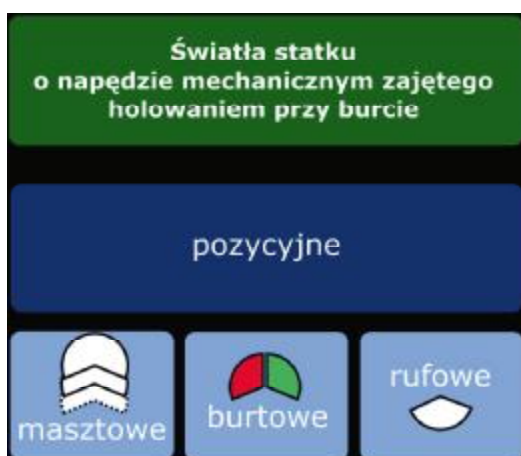 Światła statku
o napędzie mechanicznym zajętego
holowaniem przy burcie
pozycyjne
masztowe
burtowe
rufowe